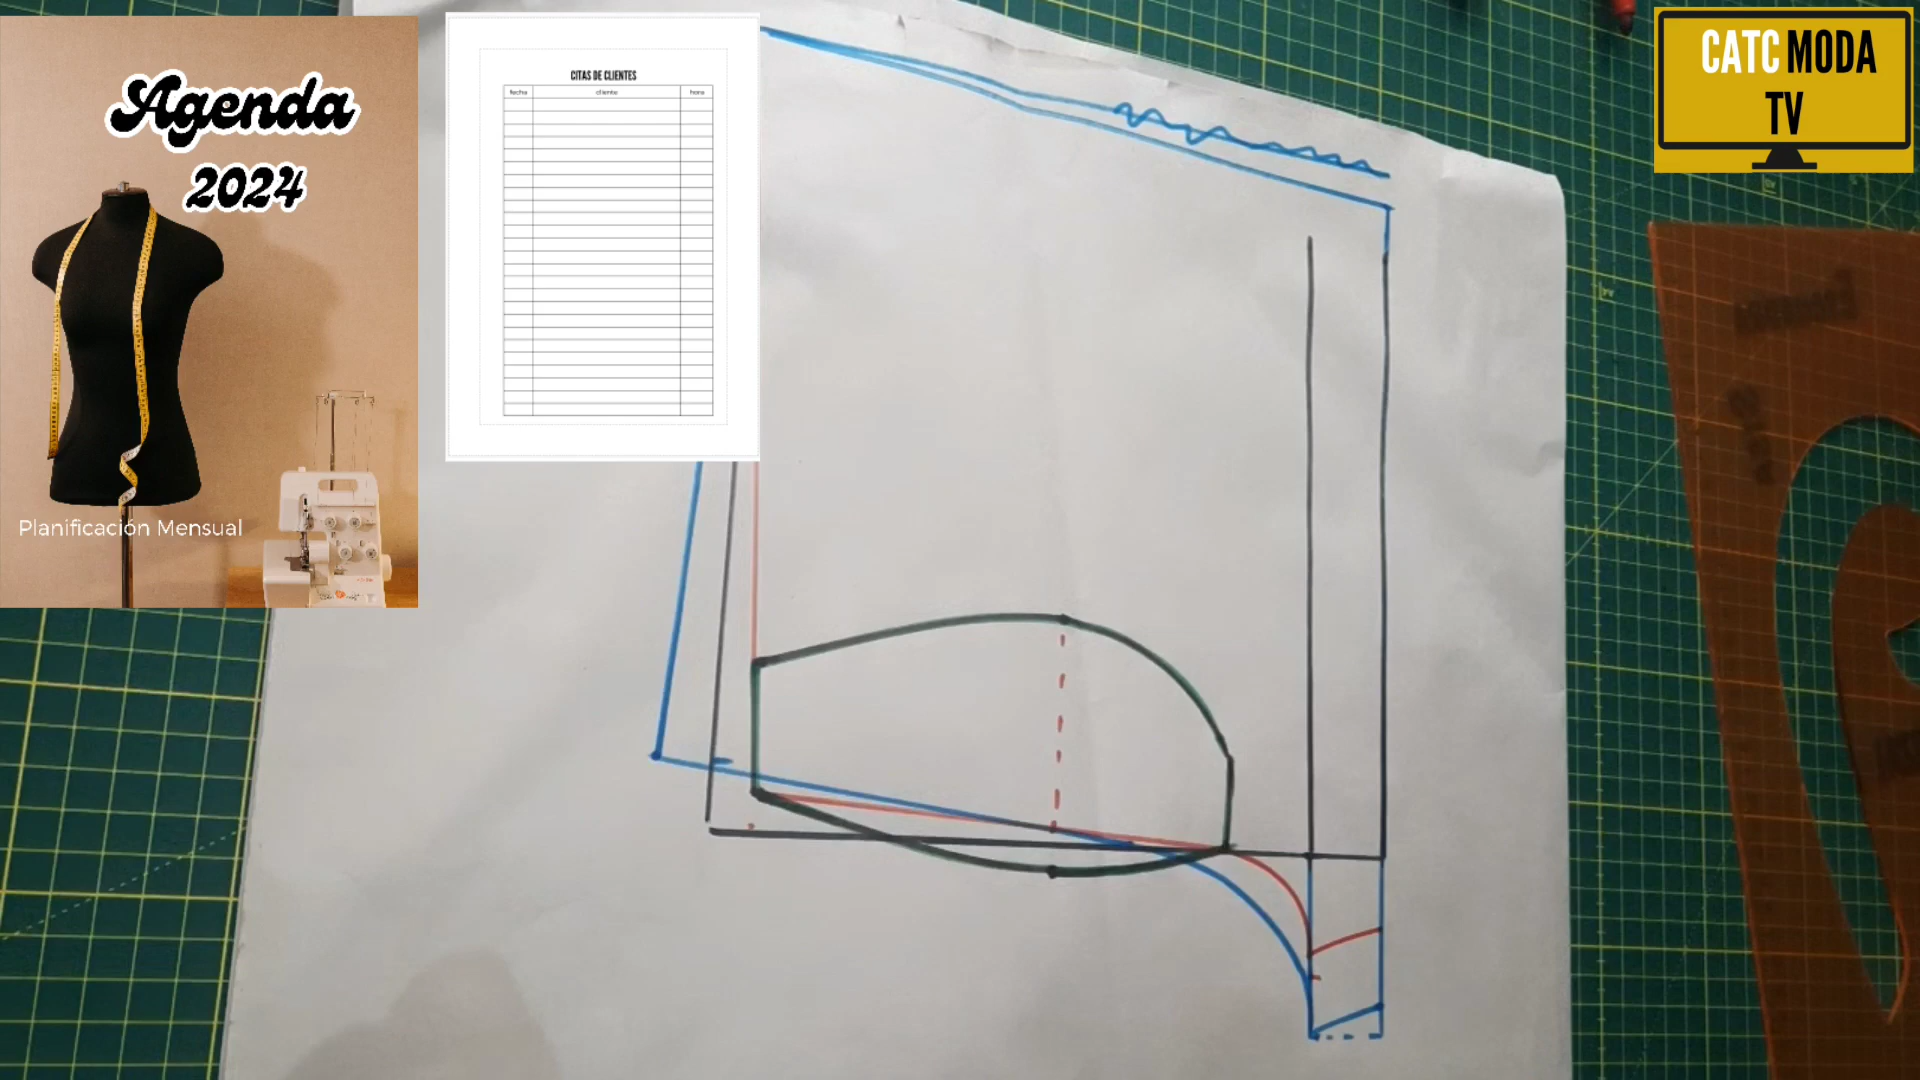 Agenda
2024
Planificación Mensual
CITAS DE CLIENTES
fecha cliente hora
CATC MODA
TV